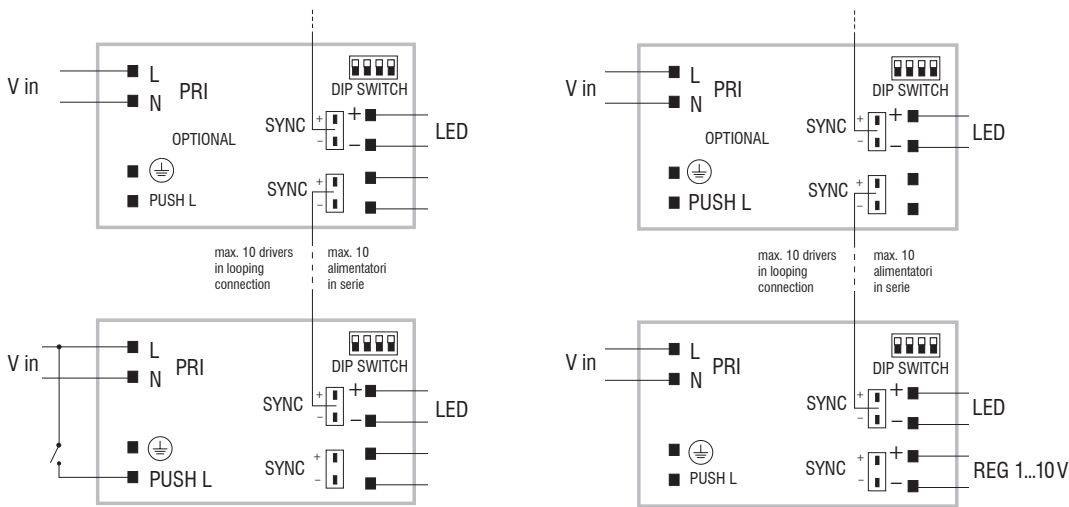 V in
L
N
PRI
OPTIONAL
PUSH L
DIP SWITCH
SYNC
+
−
+
−
LED
SYNC
+
−
max. 10 drivers
in looping
connection
max. 10
alimentatori
in serie
V in
L
N
PRI
PUSH L
DIP SWITCH
SYNC
+
−
+
−
LED
SYNC
+
−
V in
L
N
PRI
OPTIONAL
PUSH L
DIP SWITCH
SYNC
+
−
+
−
LED
SYNC
+
−
max. 10 drivers
in looping
connection
max. 10
alimentatori
in serie
V in
L
N
PRI
PUSH L
DIP SWITCH
SYNC
+
−
+
−
LED
SYNC
+
−
+
−
REG 1...10 V